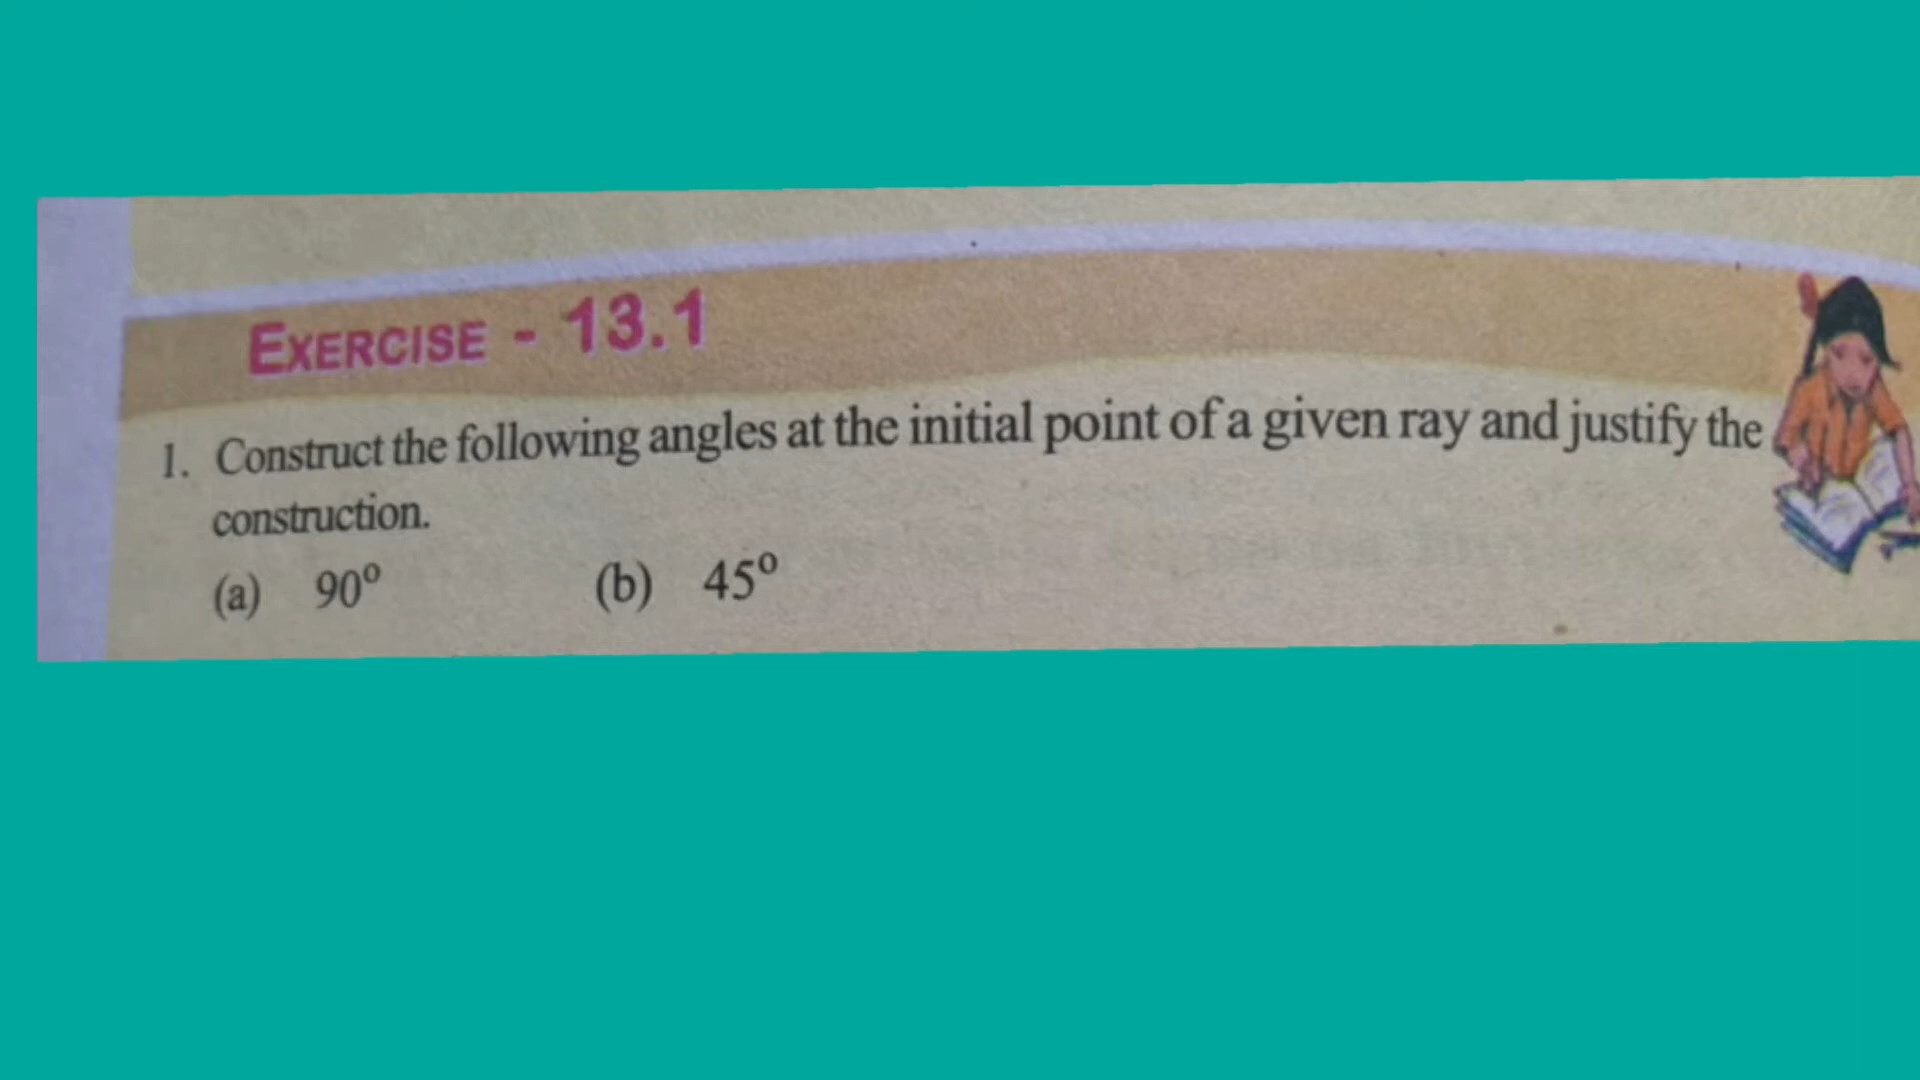 EXERCISE - 13.1
1. Construct the following angles at the initial point of a given ray and justify the
construction.
(a) 90° (b) 45°